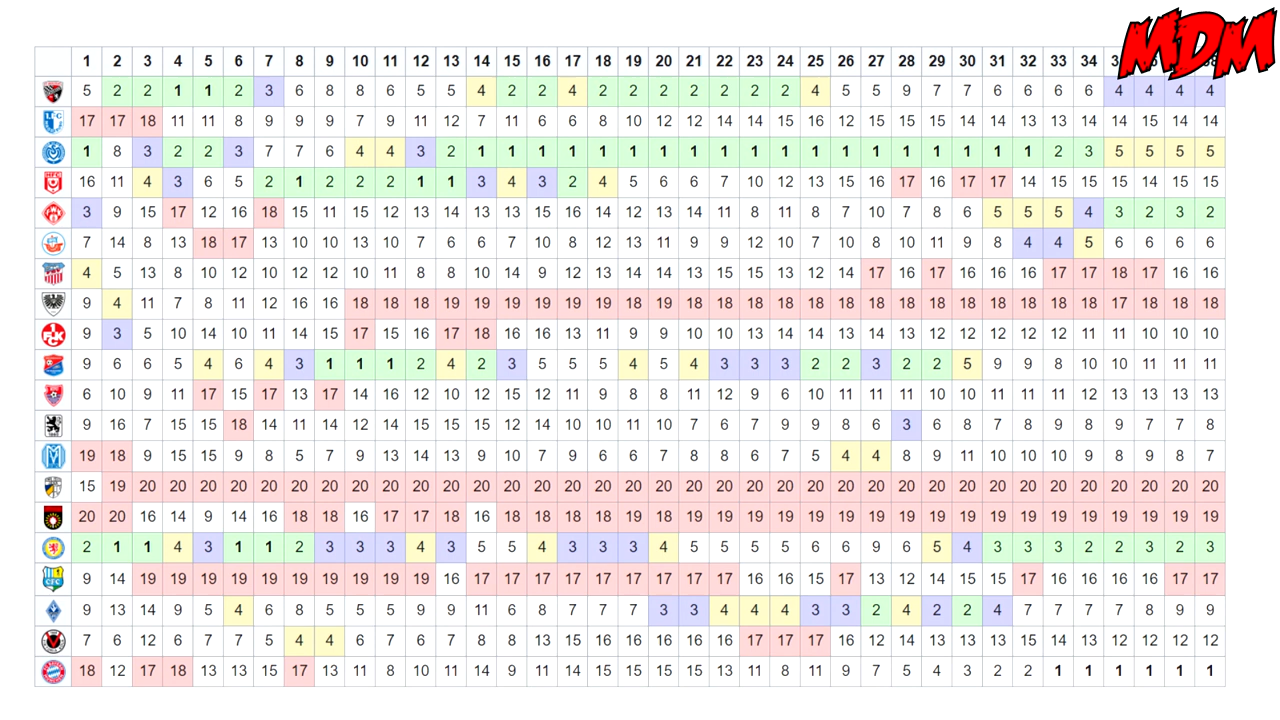 MDM
1 2 3 4 5 6 7 8 9 10 11 12 13 14 15 16 17 18 19 20 21 22 23 24 25 26 27 28 29 30 31 32 33 34
5 2 2 1 1 2 3 6 8 8 6 5 5 4 2 2 4 2 2 2 2 2 2 2 4 5 5 9 7 7 6 6 6 6 4 4 4 4
17 17 18 11 11 8 9 9 9 7 9 11 12 7 11 6 6 8 10 12 12 14 14 15 16 12 15 15 15 14 14 13 13 14 14 15 14 14
1 8 3 2 2 3 7 7 6 4 4 3 2 1 1 1 1 1 1 1 1 1 1 1 1 1 1 1 1 1 1 1 2 3 5 5 5 5
16 11 4 3 6 5 2 1 2 2 2 1 1 3 4 3 2 4 5 6 6 7 10 12 13 15 16 17 16 17 17 14 15 15 15 14 15 15
3 9 15 17 12 16 18 15 11 15 12 13 14 13 13 15 16 14 12 13 14 11 8 11 8 7 10 7 8 6 5 5 5 4 3 2 3 2
7 14 8 13 18 17 13 10 10 13 10 7 6 6 7 10 8 12 13 11 9 9 12 10 7 10 8 10 11 9 8 4 4 5 6 6 6 6
4 5 13 8 10 12 10 12 12 10 11 8 8 10 14 9 12 13 14 14 13 15 13 13 12 14 17 16 17 16 16 16 17 17 18 17 16 16
9 4 11 7 8 11 12 16 16 18 18 18 19 19 19 19 19 19 18 19 18 18 18 18 18 18 18 18 18 18 18 18 18 18 17 18 18 18
9 3 5 10 14 10 11 14 15 17 15 16 17 18 16 16 13 11 9 9 10 10 10 14 14 13 14 13 12 12 12 12 12 11 11 10 10 10
9 6 6 5 4 6 4 3 1 1 1 2 4 2 3 5 5 5 4 5 4 3 3 3 2 2 3 2 2 5 9 9 8 10 10 11 11 11
6 10 9 11 17 15 17 13 17 14 16 12 10 12 15 12 11 9 8 8 11 12 9 6 10 11 11 11 10 10 11 11 11 12 13 13 13 13
9 16 7 15 15 18 14 11 14 12 14 15 15 15 12 14 10 10 11 10 7 6 7 9 9 8 6 3 6 8 7 8 9 8 9 7 7 8
19 18 9 15 15 9 8 5 7 9 13 14 13 9 10 7 9 6 6 7 8 8 6 7 5 4 4 8 9 11 10 10 10 9 8 9 8 7
15 19 20 20 20 20 20 20 20 20 20 20 20 20 20 20 20 20 20 20 20 20 20 20 20 20 20 20 20 20 20 20 20 20 20 20 20 20
20 20 16 14 9 14 16 18 18 16 17 17 18 16 18 18 18 18 19 18 19 19 19 19 19 19 19 19 19 19 19 19 19 19 19 19 19 19
2 1 1 4 3 1 1 2 3 3 3 4 3 5 5 4 3 3 3 4 5 5 5 5 6 6 9 6 5 4 3 3 3 2 2 3 2 3
9 14 19 19 19 19 19 19 19 19 19 19 16 17 17 17 17 17 17 17 17 17 16 16 15 17 13 12 14 15 15 17 16 16 16 16 17 17
9 13 14 9 5 4 6 8 5 5 5 9 9 11 6 8 7 7 7 3 3 4 4 4 3 3 2 4 2 2 4 7 7 7 7 8 9 9
7 6 12 6 7 7 5 4 4 6 7 6 7 8 8 13 15 16 16 16 16 16 17 17 17 16 12 14 13 13 13 15 14 13 12 12 12 12
18 12 17 18 13 13 15 17 13 11 8 10 11 14 9 11 14 15 15 15 15 13 11 8 11 9 7 5 4 3 2 2 1 1 1 1 1 1